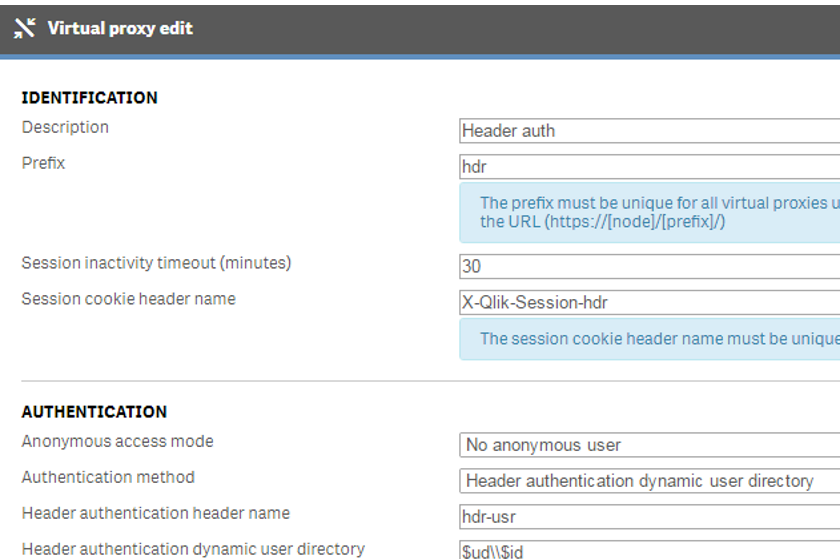 Virtual proxy edit
IDENTIFICATION
Description
Header auth
Prefix
hdr
The prefix must be unique for all virtual proxies u
the URL (https://[node]/[prefix]/)
Session inactivity timeout (minutes)
30
Session cookie header name
X-Qlik-Session-hdr
The session cookie header name must be unique
AUTHENTICATION
Anonymous access mode
No anonymous user
Authentication method
Header authentication dynamic user directory
Header authentication header name
hdr-usr
Header authentication dynamic user directory
$ud\\$id